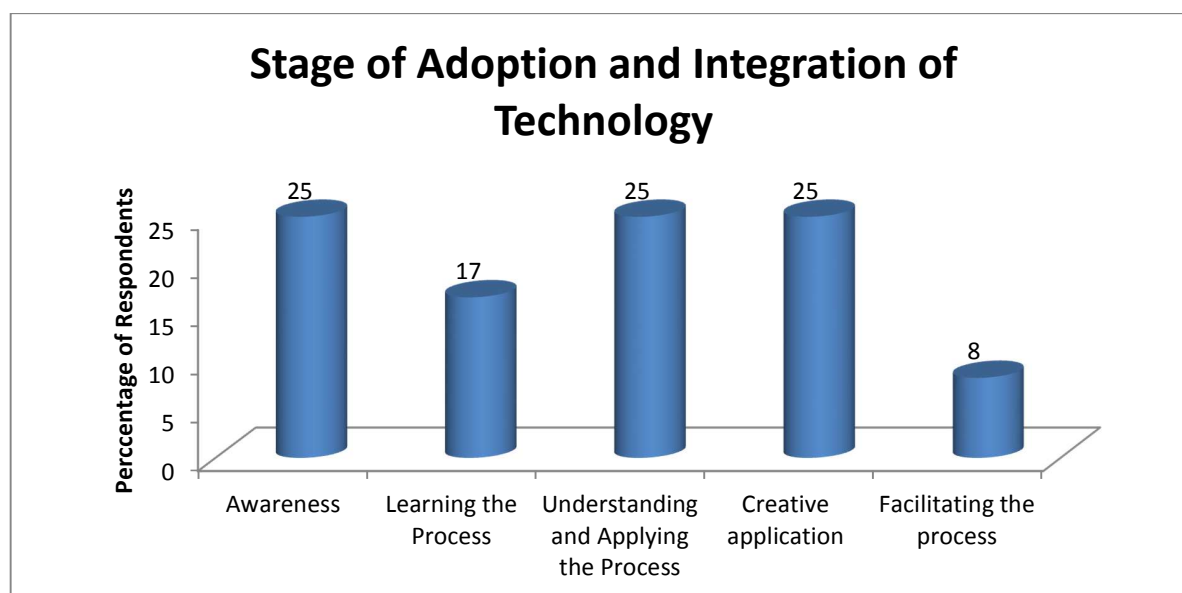 Stage of Adoption and Integration of
Technology
Perccentage of Respondents
25
20
15
10
5
0
25
17
25
25
8
Awareness
Learning the
Process
Understanding
and Applying
the Process
Creative
application
Facilitating the
process